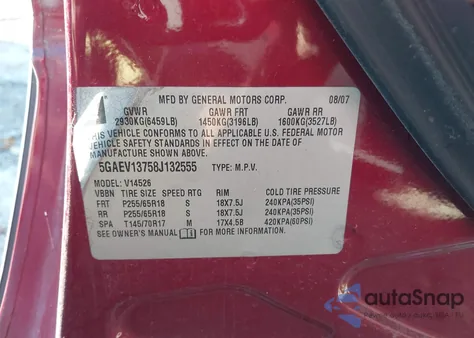 MFD BY GENERAL MOTORS CORP. 08/07
GVWR GAWR FRT GAWR RR
2930KG(6459LB) 1450KG(3196LB) 1600KG(3527LB)
THIS VEHICLE CONFORMS TO ALL APPLICABLE U.S. FEDERAL MOTOR
VEHICLE SAFETY STANDARDS IN EFFECT ON THE DATE OF
MANUFACTURE SHOWN ABOVE.
5GAEV13758J132555 TYPE: M.P.V.
MODEL: V14526
VBBN TIRE SIZE SPEED RTG RIM COLD TIRE PRESSURE
FRT P255/65R18 S 18X7.5J 240KPA(35PSI)
RR P255/65R18 S 18X7.5J 240KPA(35PSI)
SPA T145/70R17 M 17X4.5B 420KPA(60PSI)
SEE OWNER'S MANUAL FOR MORE INFORMATION.
S
autoSnap